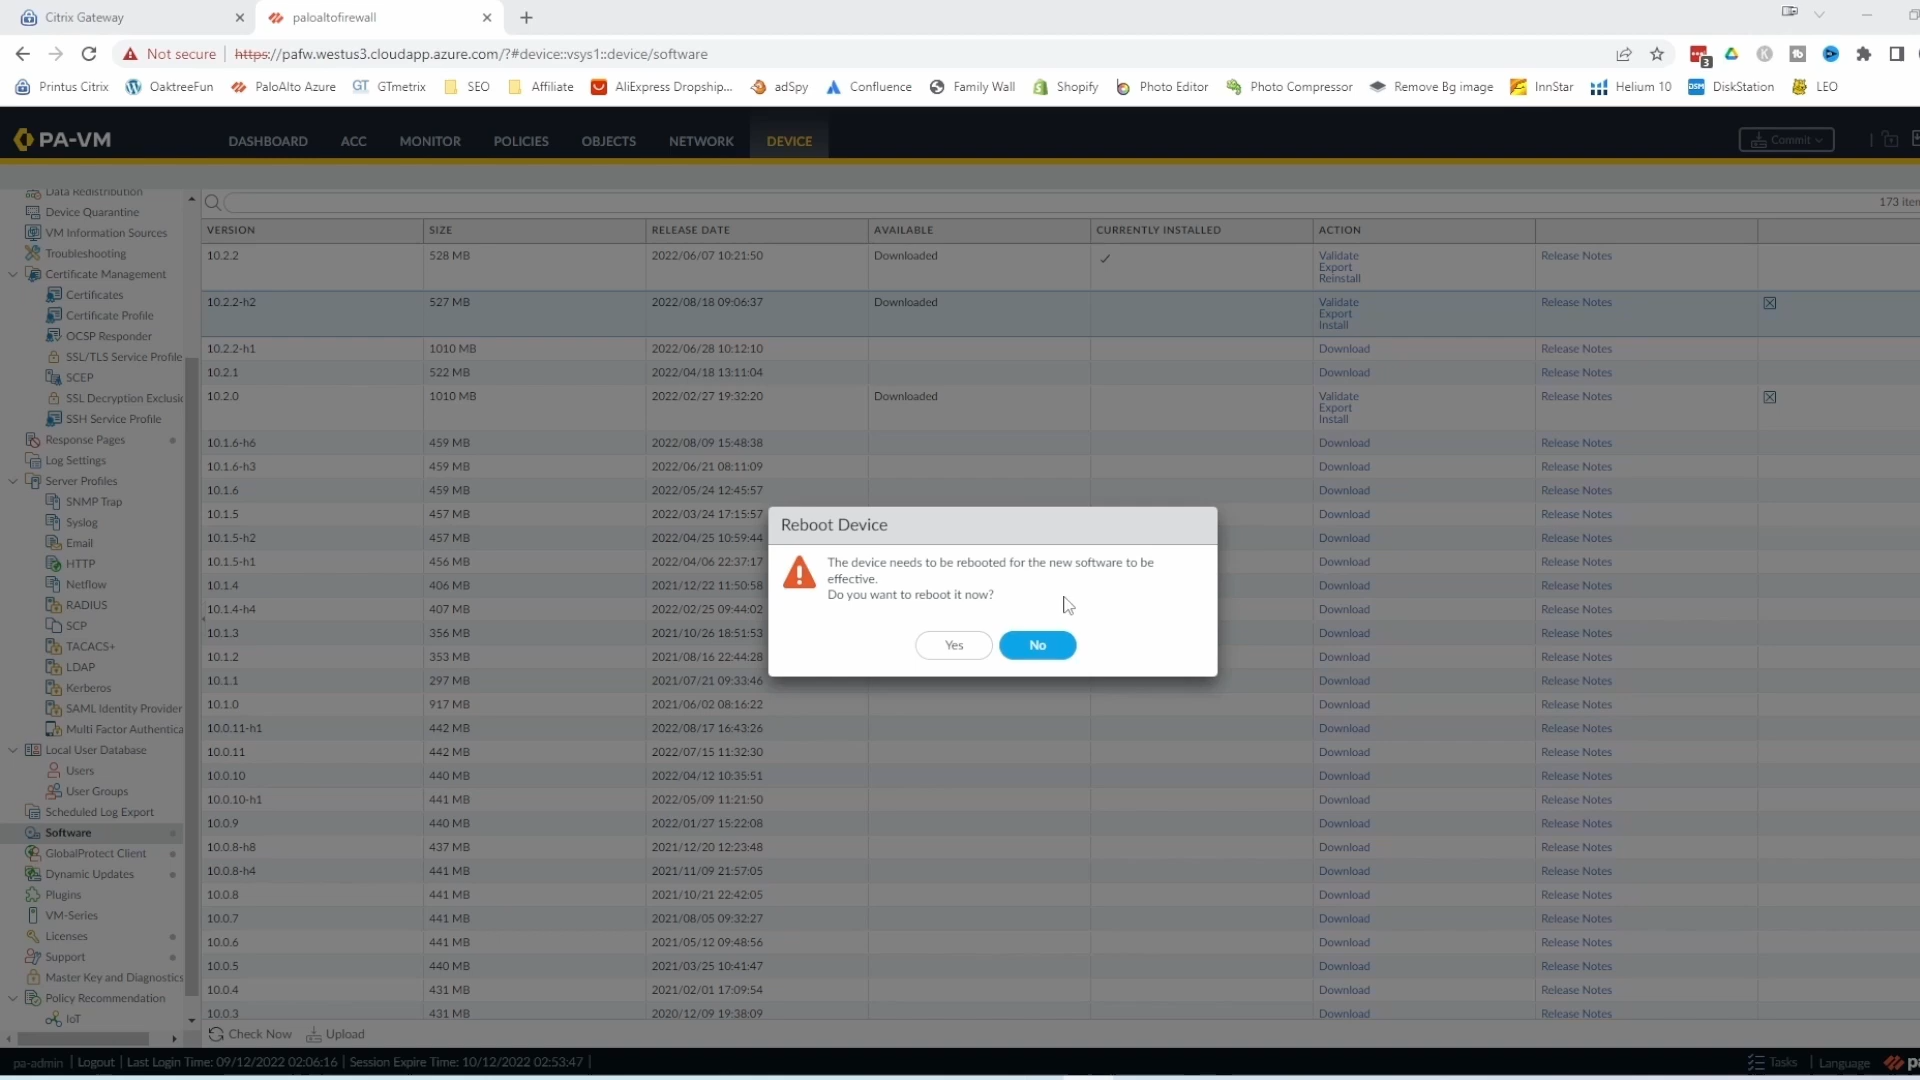 Citrix Gateway
paloaltofirewall
Not secure
https://pafw.westus3.cloudapp.azure.com/?#device::vsys1::device/software
3
Printus Citrix
OaktreeFun
PaloAlto Azure
GT GTmetrix
SEO
Affiliate
AliExpress Dropship...
adSpy
Confluence
Family Wall
Shopify
Photo Editor
Photo Compressor
Remove Bg image
InnStar
Helium 10
DSM DiskStation
LEO
PA-VM
DASHBOARD
ACC
MONITOR
POLICIES
OBJECTS
NETWORK
DEVICE
Commit
Data Redistribution
Device Quarantine
VM Information Sources
Troubleshooting
Certificate Management
Certificates
Certificate Profile
OCSP Responder
SSL/TLS Service Profile
SCEP
SSL Decryption Exclusio
SSH Service Profile
Response Pages
Log Settings
Server Profiles
SNMP Trap
Syslog
Email
HTTP
Netflow
RADIUS
SCP
TACACS+
LDAP
Kerberos
SAML Identity Provider
Multi Factor Authentica
Local User Database
Users
User Groups
Scheduled Log Export
Software
GlobalProtect Client
Dynamic Updates
Plugins
VM-Series
Licenses
Support
Master Key and Diagnostics
Policy Recommendation
IoT
173 item
VERSION SIZE RELEASE DATE AVAILABLE CURRENTLY INSTALLED ACTION
10.2.2 528 MB 2022/06/07 10:21:50 Downloaded ✓ Validate Release Notes
Export
Reinstall
10.2.2-h2 527 MB 2022/08/18 09:06:37 Downloaded Validate Release Notes
Export
Install
10.2.2-h1 1010 MB 2022/06/28 10:12:10 Download Release Notes
10.2.1 522 MB 2022/04/18 13:11:04 Download Release Notes
10.2.0 1010 MB 2022/02/27 19:32:20 Downloaded Validate Release Notes
Export
Install
10.1.6-h6 459 MB 2022/08/09 15:48:38 Download Release Notes
10.1.6-h3 459 MB 2022/06/21 08:11:09 Download Release Notes
10.1.6 459 MB 2022/05/24 12:45:57 Download Release Notes
10.1.5 457 MB 2022/03/24 17:15:57 Download Release Notes
10.1.5-h2 457 MB 2022/04/25 10:59:44 Download Release Notes
10.1.5-h1 456 MB 2022/04/06 22:37:17 Download Release Notes
10.1.4 406 MB 2021/12/22 11:50:58 Download Release Notes
10.1.4-h4 407 MB 2022/02/25 09:44:02 Download Release Notes
10.1.3 356 MB 2021/10/26 18:51:53 Download Release Notes
10.1.2 353 MB 2021/08/16 22:44:28 Download Release Notes
10.1.1 297 MB 2021/07/21 09:33:46 Download Release Notes
10.1.0 917 MB 2021/06/02 08:16:22 Download Release Notes
10.0.11-h1 442 MB 2022/08/17 16:43:26 Download Release Notes
10.0.11 442 MB 2022/07/15 11:32:30 Download Release Notes
10.0.10 440 MB 2022/04/12 10:35:51 Download Release Notes
10.0.10-h1 441 MB 2022/05/09 11:21:50 Download Release Notes
10.0.9 440 MB 2022/01/27 15:22:08 Download Release Notes
10.0.8-h8 437 MB 2021/12/20 12:23:48 Download Release Notes
10.0.8-h4 441 MB 2021/11/09 21:57:05 Download Release Notes
10.0.8 441 MB 2021/10/21 22:42:05 Download Release Notes
10.0.7 441 MB 2021/08/05 09:32:27 Download Release Notes
10.0.6 441 MB 2021/05/12 09:48:56 Download Release Notes
10.0.5 440 MB 2021/03/25 10:41:47 Download Release Notes
10.0.4 431 MB 2021/02/01 17:09:54 Download Release Notes
10.0.3 431 MB 2020/12/09 19:38:09 Download Release Notes
Reboot Device
The device needs to be rebooted for the new software to be
effective.
Do you want to reboot it now?
Yes
No
Check Now
Upload
pa-admin | Logout | Last Login Time: 09/12/2022 02:06:16 | Session Expire Time: 10/12/2022 02:53:47 |
Tasks | Language
pa